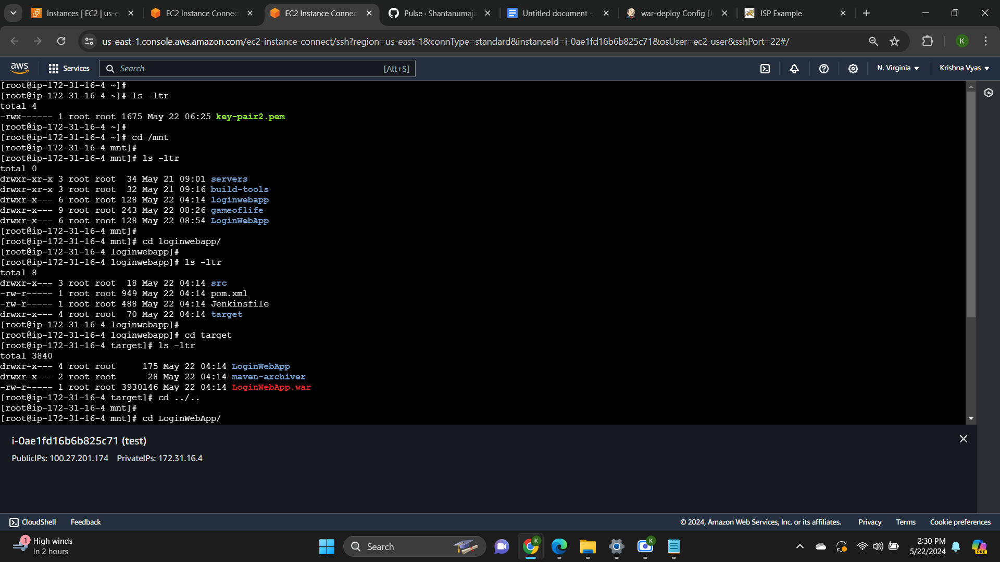 Instances | EC2 | us-e
EC2 Instance Connec
EC2 Instance Connec
Pulse · Shantanumaja
Untitled document -
war-deploy Config [J
JSP Example
us-east-1.console.aws.amazon.com/ec2-instance-connect/ssh?region=us-east-1&connType=standard&instanceId=i-0ae1fd16b6b825c71&osUser=ec2-user&sshPort=22#/
K
aws
Services
Search
[Alt+S]
N. Virginia
Krishna Vyas
[root@ip-172-31-16-4 ~]#
[root@ip-172-31-16-4 ~]# ls -ltr
total 4
-rwx------ 1 root root 1675 May 22 06:25 key-pair2.pem
[root@ip-172-31-16-4 ~]#
[root@ip-172-31-16-4 ~]# cd /mnt
[root@ip-172-31-16-4 mnt]#
[root@ip-172-31-16-4 mnt]# ls -ltr
total 0
drwxr-xr-x 3 root root  34 May 21 09:01 servers
drwxr-xr-x 3 root root  32 May 21 09:16 build-tools
drwxr-x--- 6 root root 128 May 22 04:14 loginwebapp
drwxr-x--- 9 root root 243 May 22 08:26 gameoflife
drwxr-x--- 6 root root 128 May 22 08:54 LoginWebApp
[root@ip-172-31-16-4 mnt]#
[root@ip-172-31-16-4 mnt]# cd loginwebapp/
[root@ip-172-31-16-4 loginwebapp]#
[root@ip-172-31-16-4 loginwebapp]# ls -ltr
total 8
drwxr-x--- 3 root root  18 May 22 04:14 src
-rw-r----- 1 root root 949 May 22 04:14 pom.xml
-rw-r----- 1 root root 488 May 22 04:14 Jenkinsfile
drwxr-x--- 4 root root  70 May 22 04:14 target
[root@ip-172-31-16-4 loginwebapp]#
[root@ip-172-31-16-4 loginwebapp]# cd target
[root@ip-172-31-16-4 target]# ls -ltr
total 3840
drwxr-x--- 4 root root     175 May 22 04:14 LoginWebApp
drwxr-x--- 2 root root      28 May 22 04:14 maven-archiver
-rw-r----- 1 root root 3930146 May 22 04:14 LoginWebApp.war
[root@ip-172-31-16-4 target]# cd ../..
[root@ip-172-31-16-4 mnt]#
[root@ip-172-31-16-4 mnt]# cd LoginWebApp/
i-0ae1fd16b6b825c71 (test)
PublicIPs: 100.27.201.174 PrivateIPs: 172.31.16.4
CloudShell
Feedback
© 2024, Amazon Web Services, Inc. or its affiliates.
Privacy
Terms
Cookie preferences
1
High winds
In 2 hours
Search
K
K
2:30 PM
5/22/2024
PRE